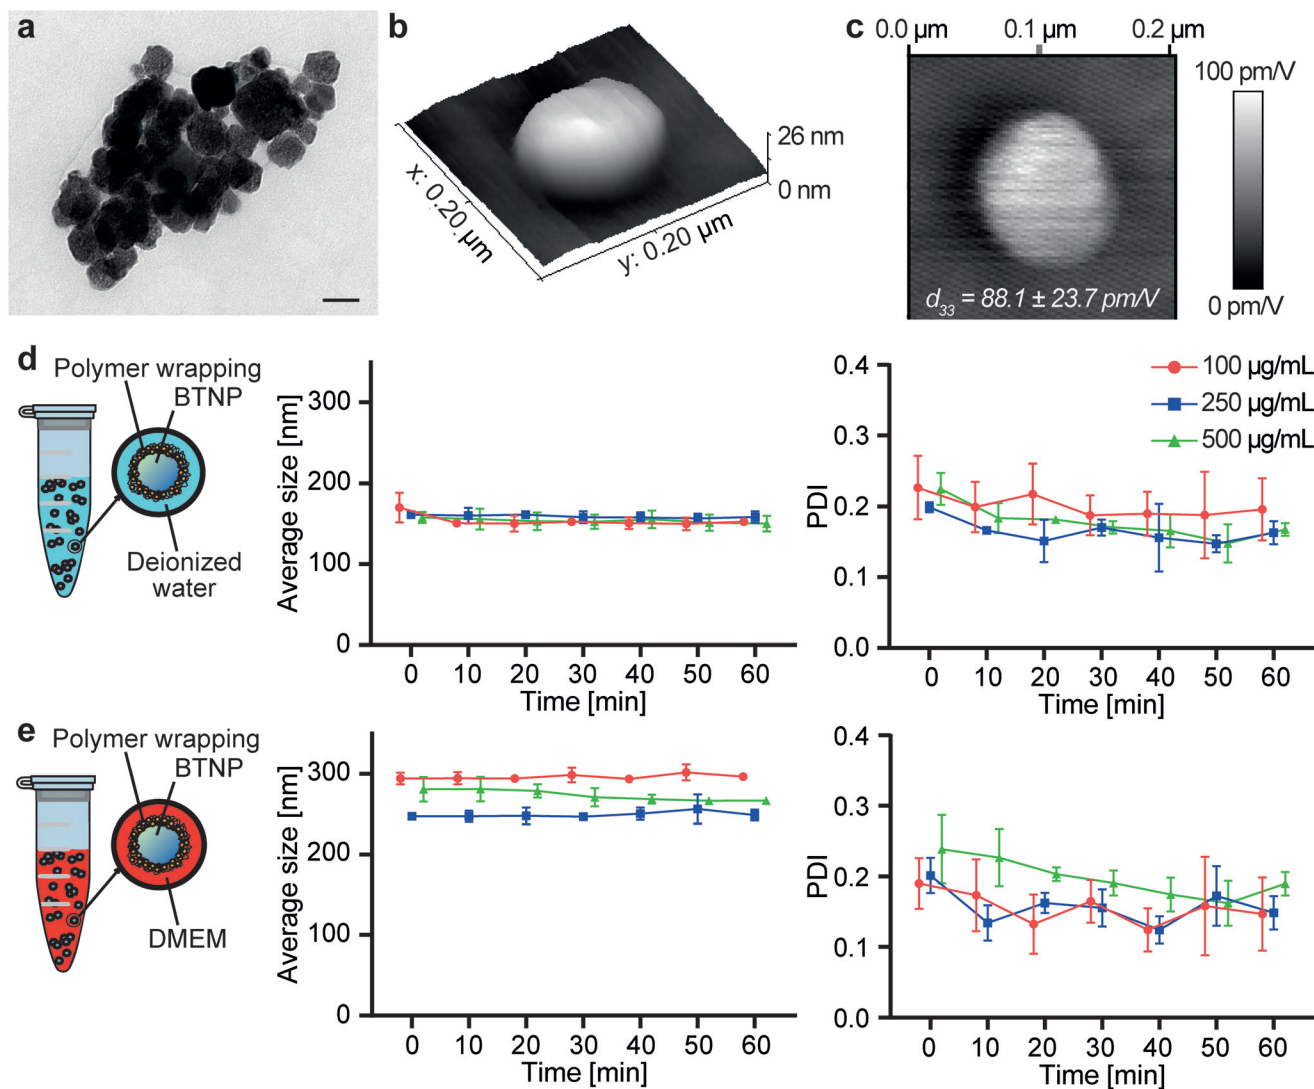 a
b
x: 0.20 µm
y: 0.20 µm
26 nm
0 nm
c
0.0 µm
0.1 µm
0.2 µm
d33 = 88.1 ± 23.7 pm/V
100 pm/V
0 pm/V
d
Polymer wrapping
BTNP
Deionized
water
Average size [nm]
300
200
100
0
0 10 20 30 40 50 60
Time [min]
PDI
0.4
0.3
0.2
0.1
0.0
0 10 20 30 40 50 60
Time [min]
100 µg/mL
250 µg/mL
500 µg/mL
e
Polymer wrapping
BTNP
DMEM
Average size [nm]
300
200
100
0
0 10 20 30 40 50 60
Time [min]
PDI
0.4
0.3
0.2
0.1
0.0
0 10 20 30 40 50 60
Time [min]